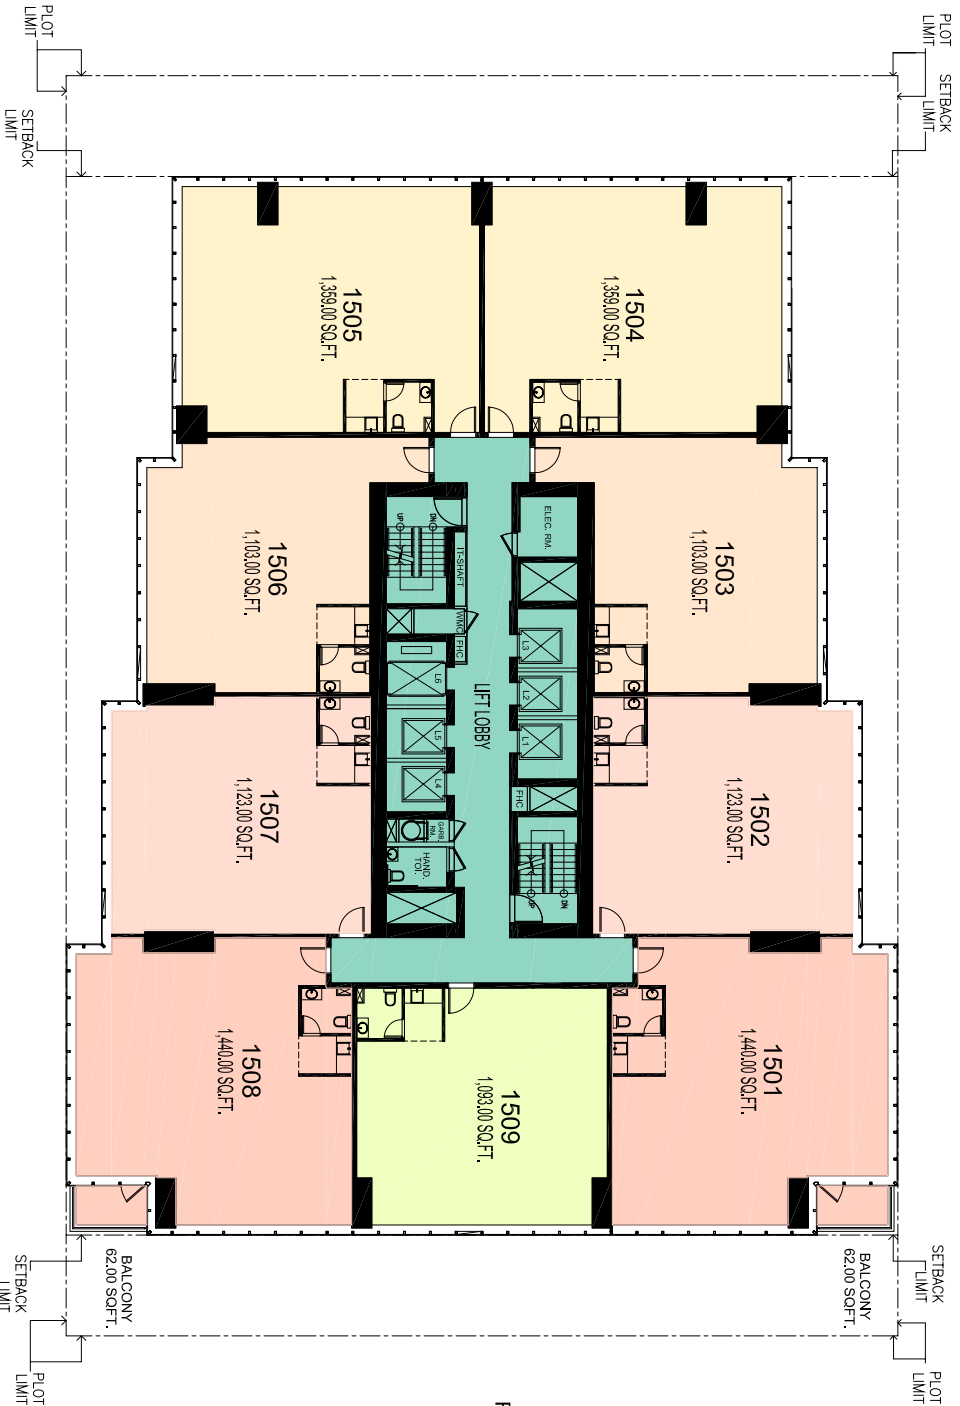 PLOT
LIMIT
SETBACK
LIMIT
PLOT
LIMIT
SETBACK
LIMIT
1505
1,359.00 SQ.FT.
1504
1,359.00 SQ.FT.
1506
1,103.00 SQ.FT.
1503
1,103.00 SQ.FT.
UP
DN
IT-SHAFT
ELEC. RM.
WMC
FHC
L3
L6
L2
L5
L1
L4
LIFT LOBBY
FHC
GARB
RM.
HAND.
TOI.
UP
DN
1507
1,123.00 SQ.FT.
1502
1,123.00 SQ.FT.
1508
1,440.00 SQ.FT.
1509
1,093.00 SQ.FT.
1501
1,440.00 SQ.FT.
BALCONY
62.00 SQFT.
BALCONY
62.00 SQFT.
SETBACK
LIMIT
SETBACK
LIMIT
PLOT
LIMIT
PLOT
LIMIT